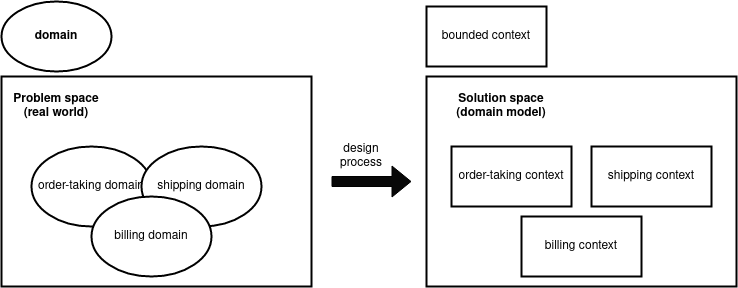 domain
bounded context
Problem space
(real world)
order-taking domain
shipping domain
billing domain
design
process
Solution space
(domain model)
order-taking context
shipping context
billing context